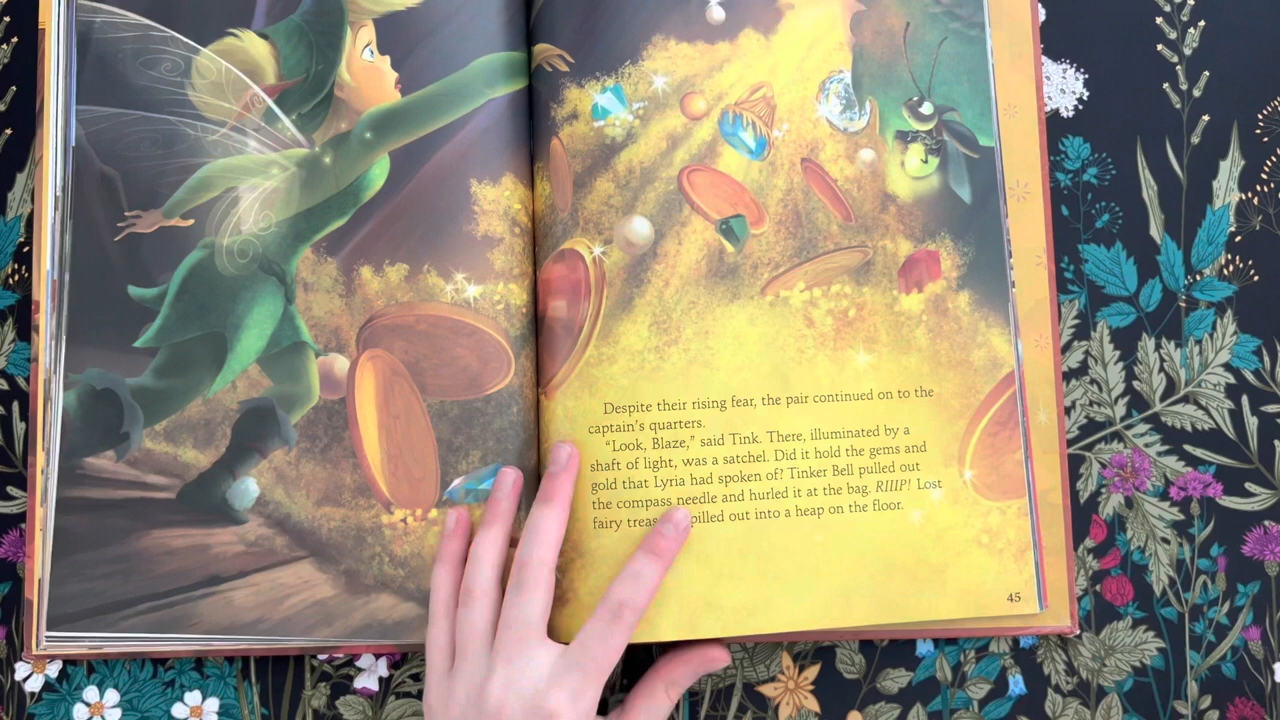 Despite their rising fear, the pair continued on to the
captain's quarters.
“Look, Blaze,” said Tink. There, illuminated by a
shaft of light, was a satchel. Did it hold the gems and
gold that Lyria had spoken of? Tinker Bell pulled out
the compass needle and hurled it at the bag. RIIIP! Lost
fairy out into a heap on the floor.
45